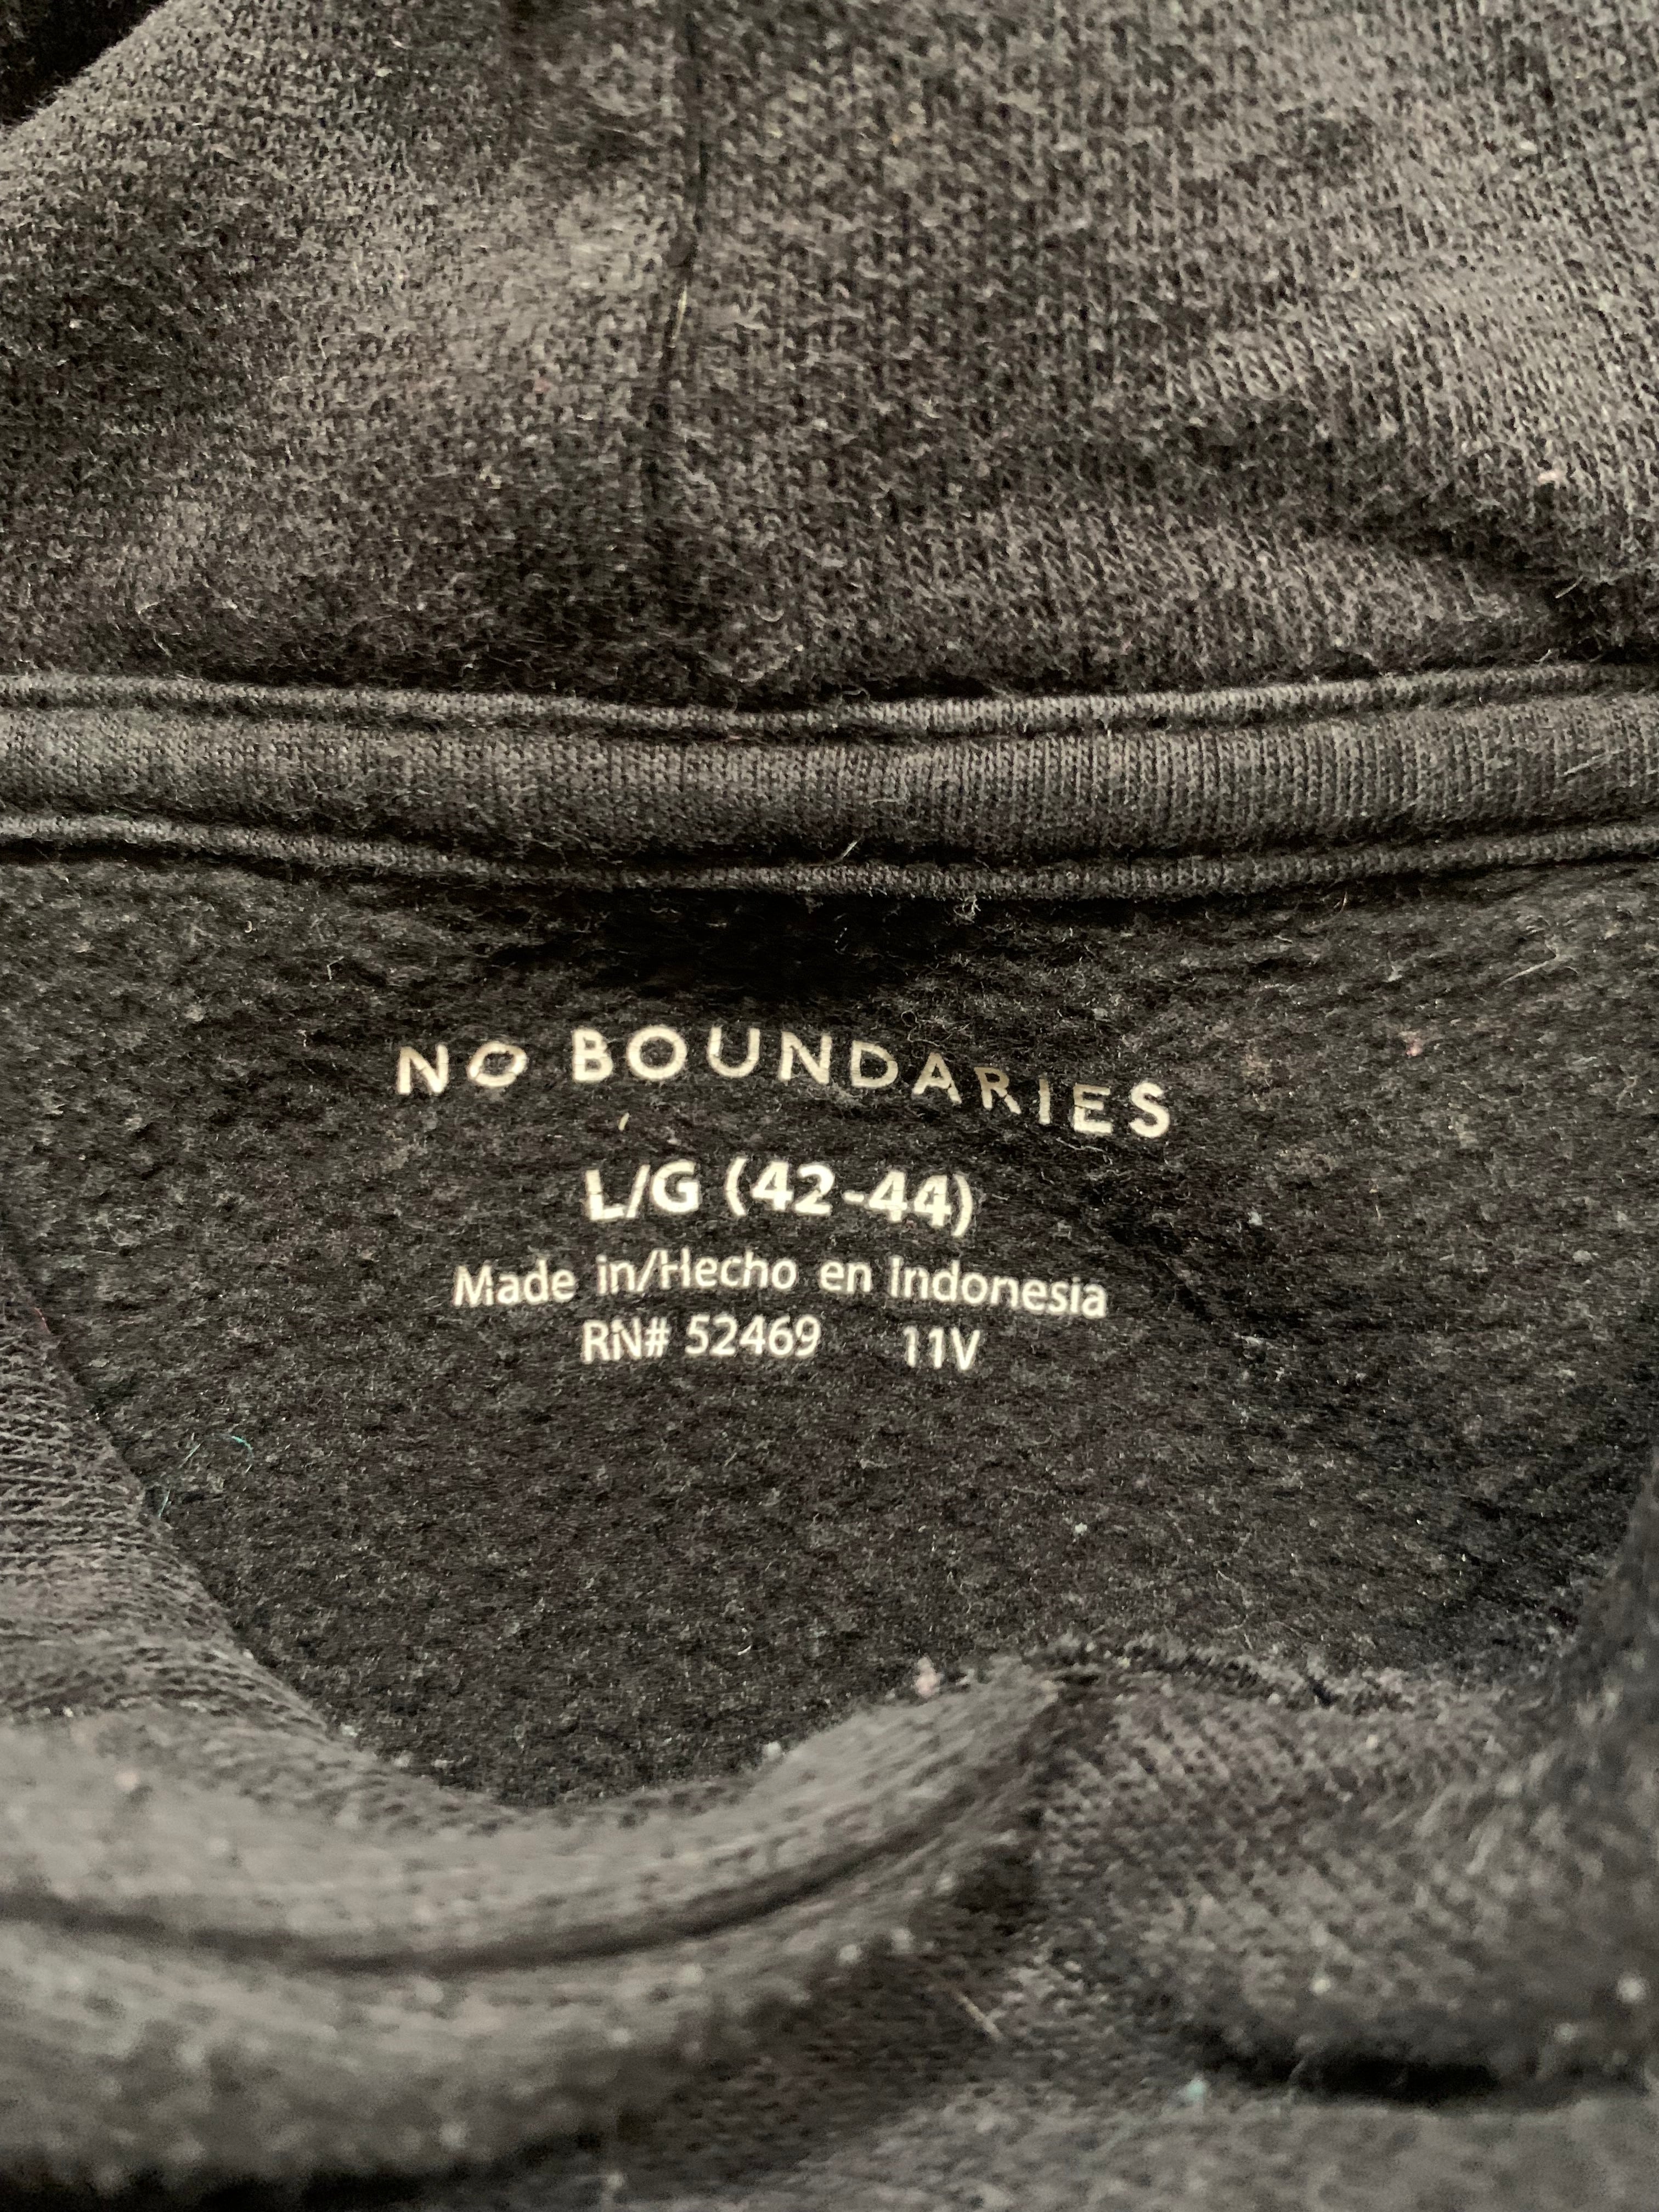 NO BOUNDARIES
L/G (42-44)
Made in/Hecho en Indonesia
RN# 52469 11V